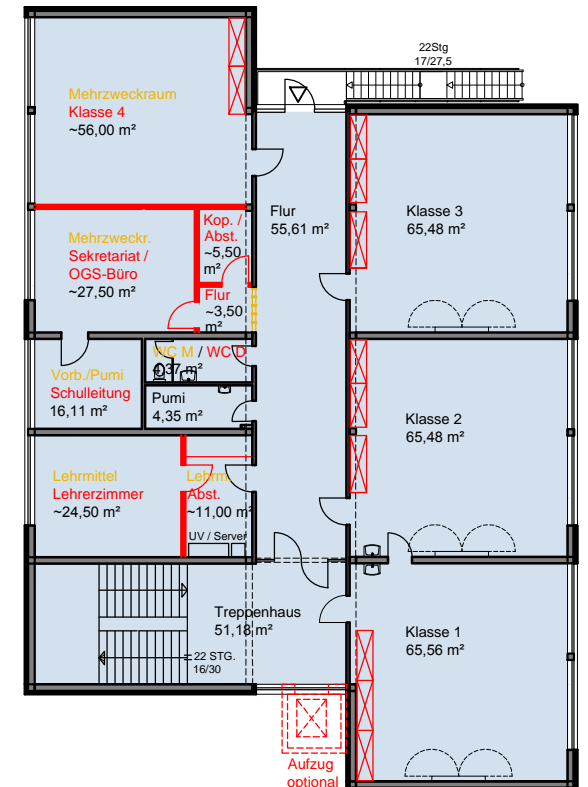 22Stg
17/27,5
Mehrzweckraum
Klasse 4
~56,00 m²
Flur
55,61 m²
Klasse 3
65,48 m²
Kop. /
Abst.
~5,50
m²
Mehrzweckr.
Sekretariat /
OGS-Büro
~27,50 m²
Flur
~3,50
m²
WC M / WC D
4,37 m²
Vorb./Pumi
Schulleitung
16,11 m²
Pumi
4,35 m²
Klasse 2
65,48 m²
Lehrmittel
Lehrerzimmer
~24,50 m²
Lehrm.
Abst.
~11,00 m²
UV / Server
Treppenhaus
51,18 m²
22 STG.
16/30
Klasse 1
65,56 m²
Aufzug
optional